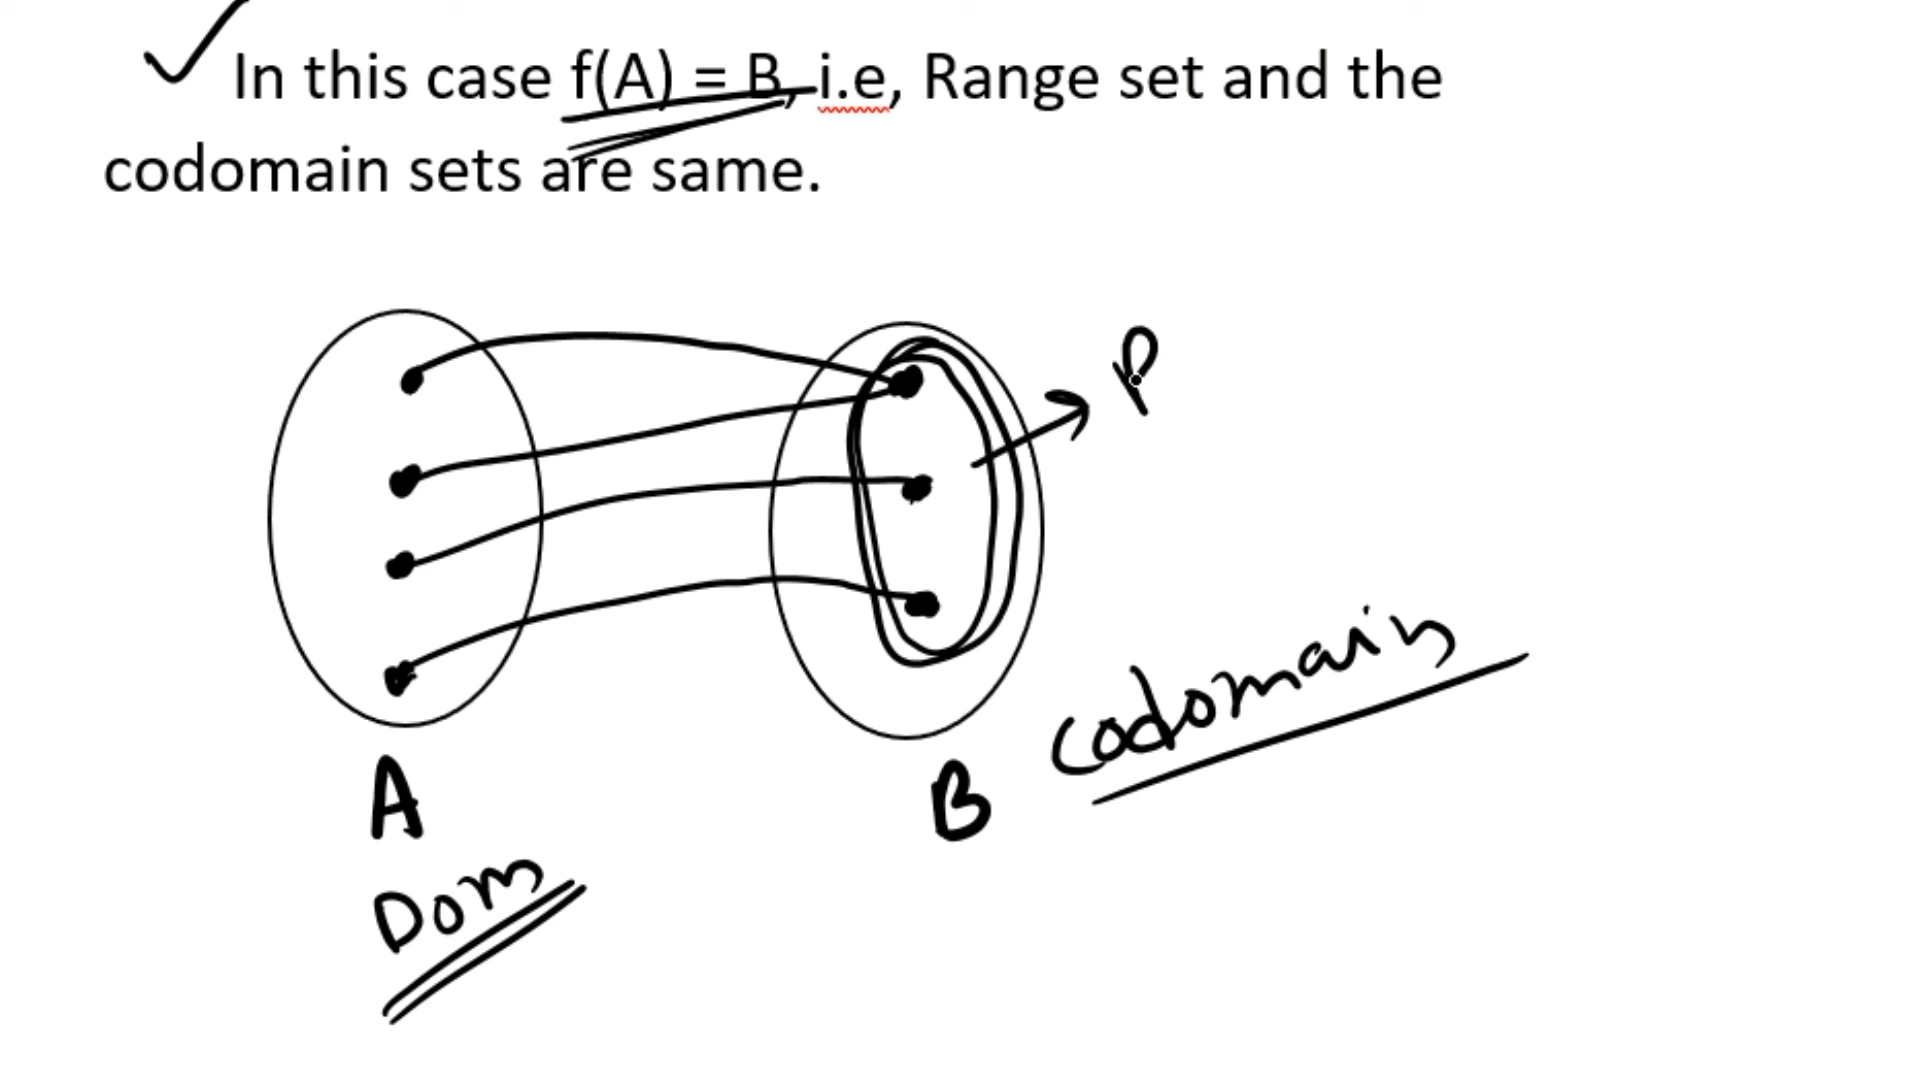 In this case f(A) = B, i.e, Range set and the
codomain sets are same.
P
codomain
A
B
Dom